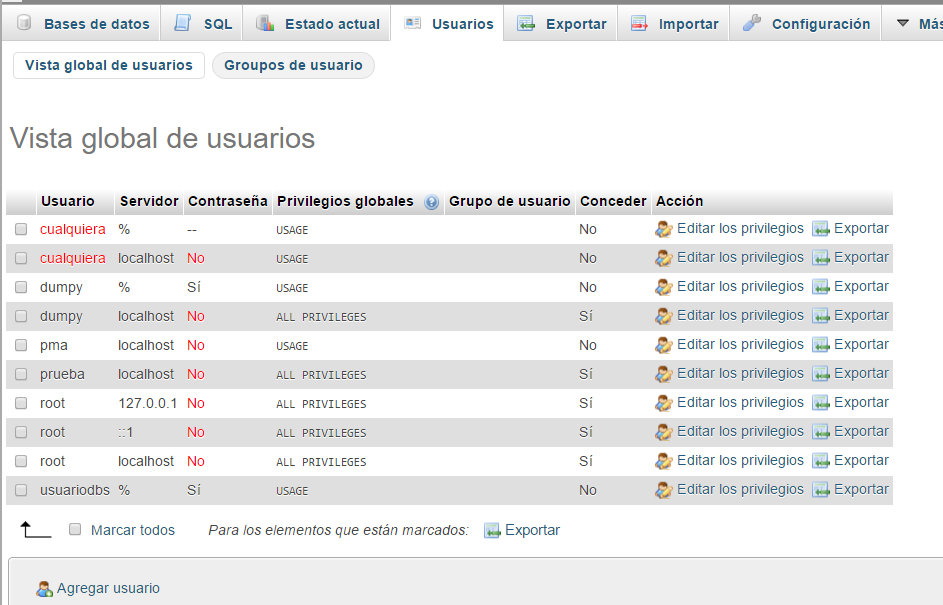 Bases de datos SQL Estado actual Usuarios Exportar Importar Configuración Más
Vista global de usuarios Groupos de usuario
Vista global de usuarios
Usuario Servidor Contraseña Privilegios globales Grupo de usuario Conceder Acción
cualquiera % -- USAGE No Editar los privilegios Exportar
cualquiera localhost No USAGE No Editar los privilegios Exportar
dumpy % Sí USAGE No Editar los privilegios Exportar
dumpy localhost No ALL PRIVILEGES Sí Editar los privilegios Exportar
pma localhost No USAGE No Editar los privilegios Exportar
prueba localhost No ALL PRIVILEGES Sí Editar los privilegios Exportar
root 127.0.0.1 No ALL PRIVILEGES Sí Editar los privilegios Exportar
root ::1 No ALL PRIVILEGES Sí Editar los privilegios Exportar
root localhost No ALL PRIVILEGES Sí Editar los privilegios Exportar
usuariodbs % Sí USAGE No Editar los privilegios Exportar
Marcar todos Para los elementos que están marcados: Exportar
Agregar usuario